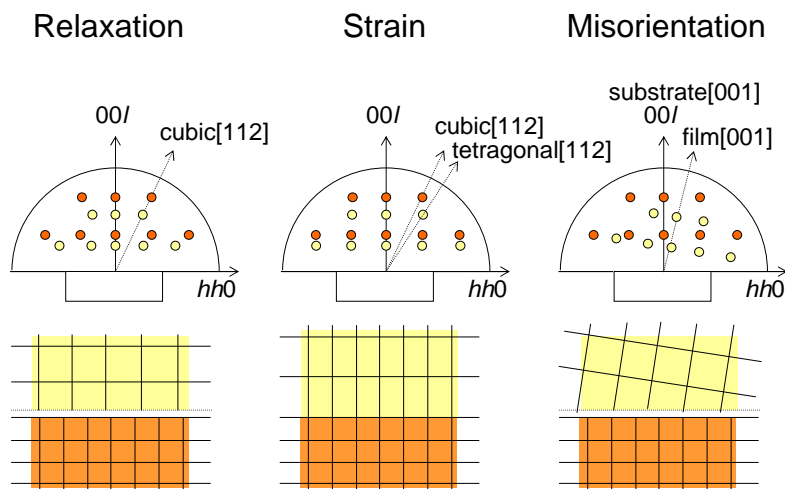 Relaxation
Strain
Misorientation
00l
cubic[112]
hh0
00l
cubic[112]
tetragonal[112]
hh0
substrate[001]
00l
film[001]
hh0